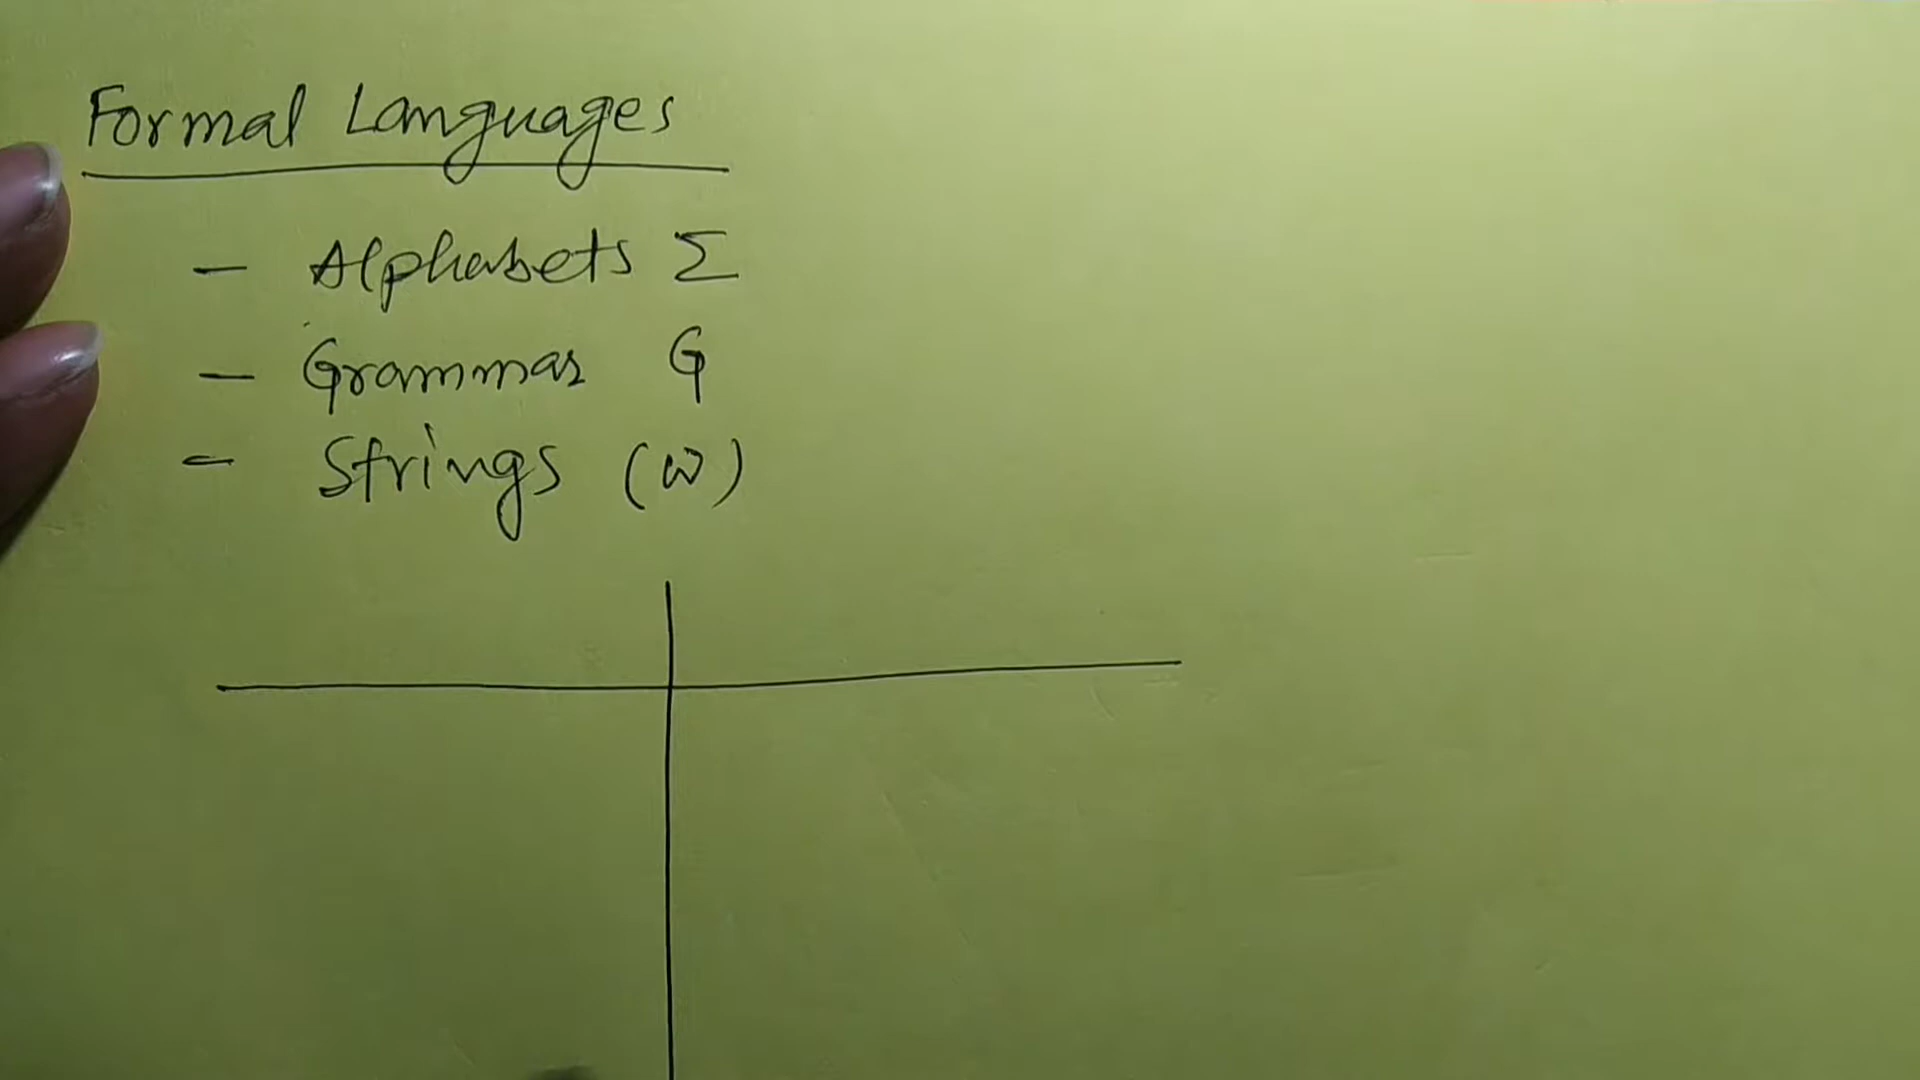 Formal Languages
- Alphabets Σ
- Grammar G
- Strings (w)